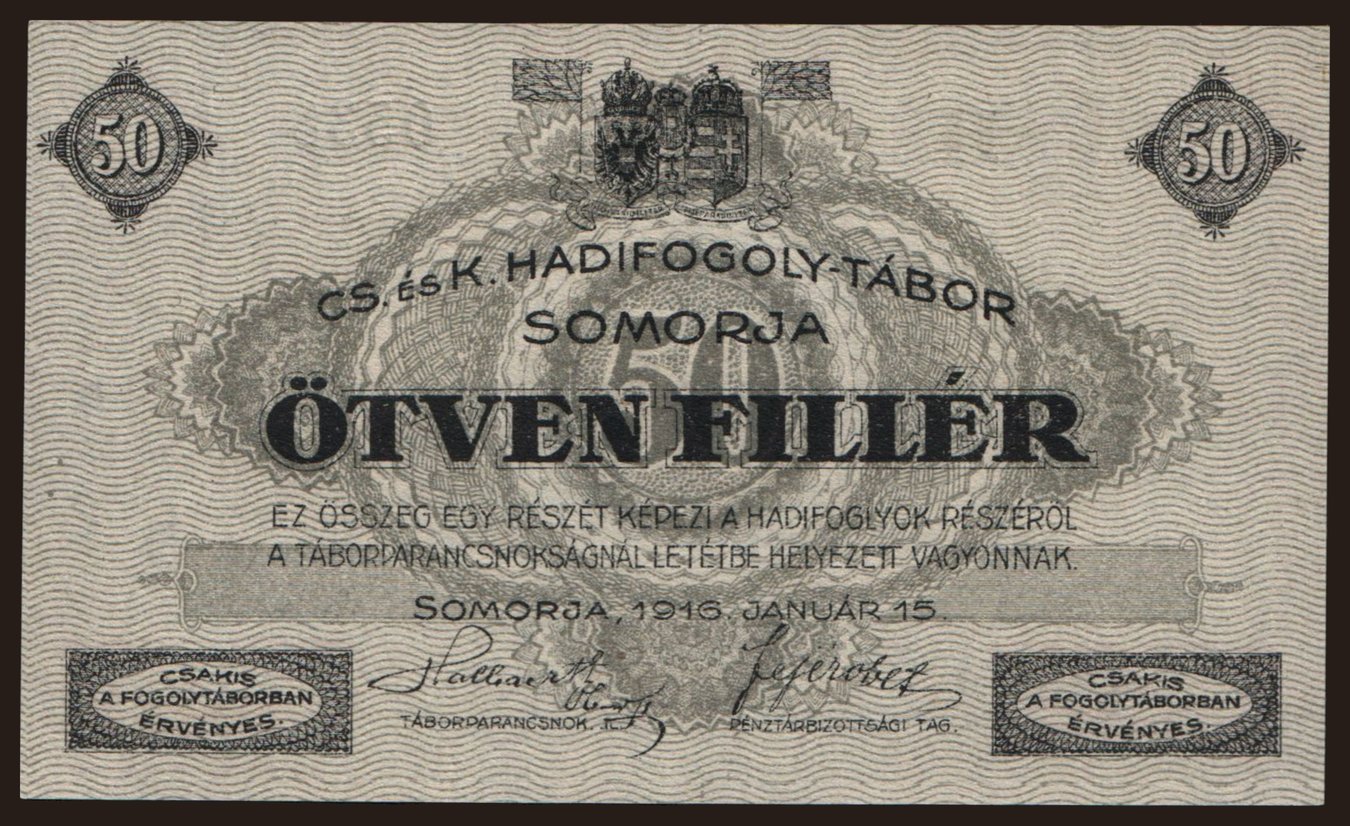 50
50
CS. és K. HADIFOGOLY-TÁBOR
SOMORJA
50
ÖTVEN FILLÉR
EZ ÖSSZEG EGY RÉSZÉT KÉPEZI A HADIFOGLYOK RÉSZÉRŐL
A TÁBORPARANCSNOKSÁGNÁL LETÉTBE HELYEZETT VAGYONNAK.
SOMORJA, 1916. JANUÁR 15.
TÁBORPARANCSNOK.
PÉNZTÁRBIZOTTSÁGI TAG.
CSAKIS
A FOGOLYTÁBORBAN
ÉRVÉNYES.
CSAKIS
A FOGOLYTÁBORBAN
ÉRVÉNYES.